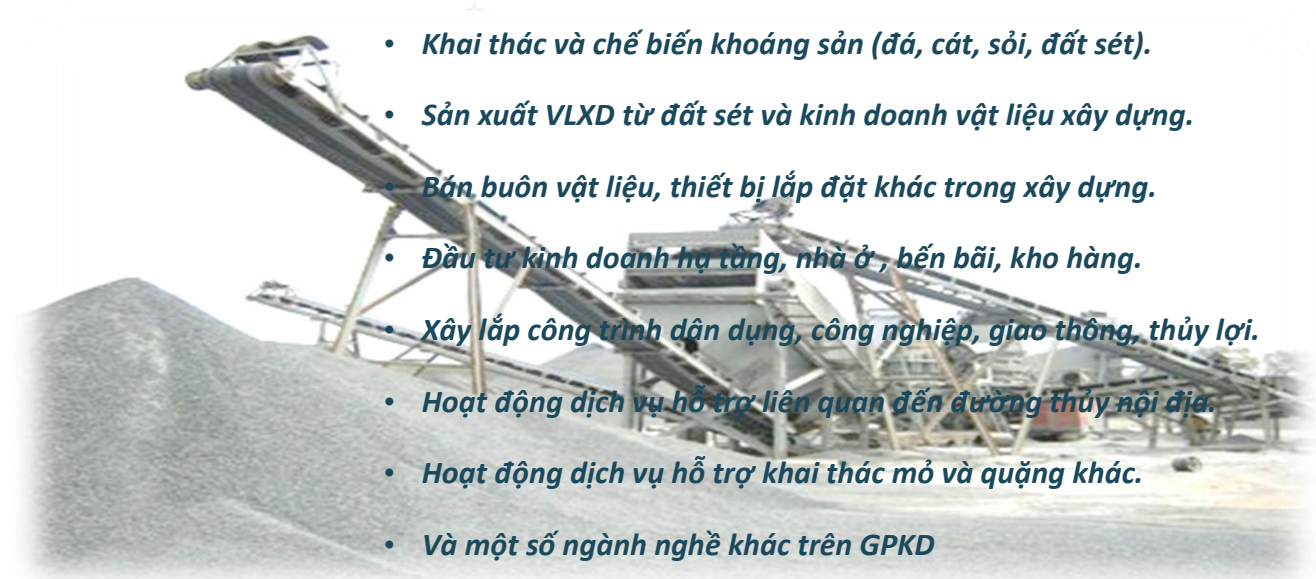 • Khai thác và chế biến khoáng sản (đá, cát, sỏi, đất sét).
• Sản xuất VLXD từ đất sét và kinh doanh vật liệu xây dựng.
• Bán buôn vật liệu, thiết bị lắp đặt khác trong xây dựng.
• Đầu tư kinh doanh hạ tầng, nhà ở , bến bãi, kho hàng.
• Xây lắp công trình dân dụng, công nghiệp, giao thông, thủy lợi.
• Hoạt động dịch vụ hỗ trợ liên quan đến đường thủy nội địa.
• Hoạt động dịch vụ hỗ trợ khai thác mỏ và quặng khác.
• Và một số ngành nghề khác trên GPKD